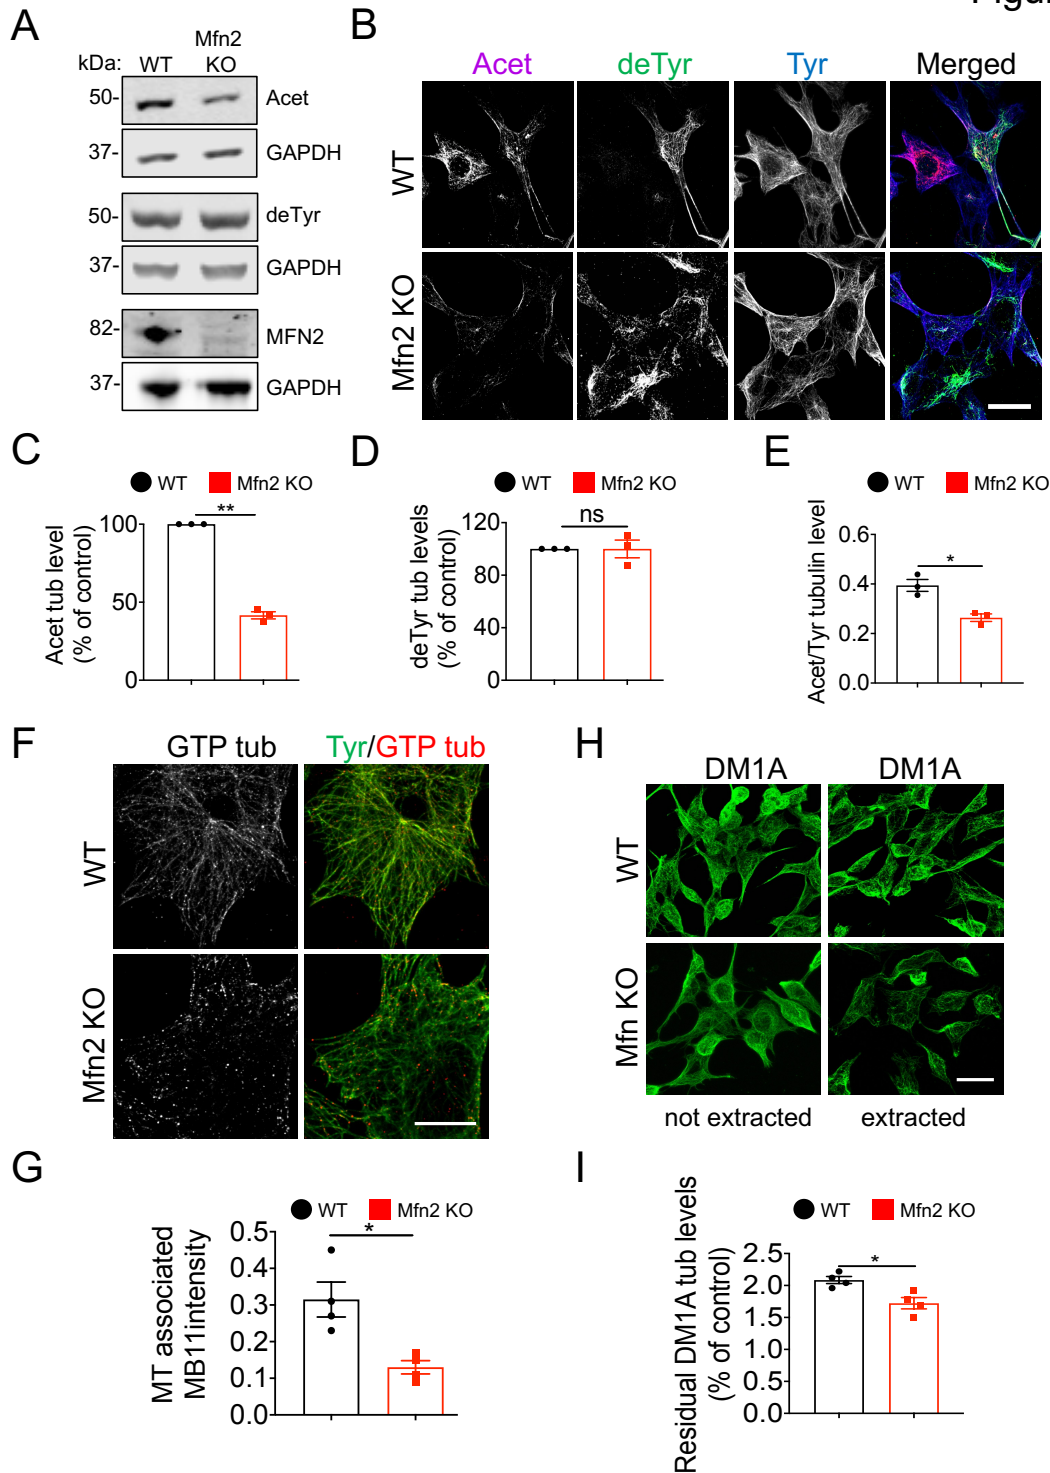 Figu
A
kDa:
WT
Mfn2
KO
50-
Acet
37-
GAPDH
50-
deTyr
37-
GAPDH
82-
MFN2
37-
GAPDH
B
Acet
deTyr
Tyr
Merged
WT
Mfn2 KO
C
WT
Mfn2 KO
Acet tub level
(% of control)
100
50
0
**
D
WT
Mfn2 KO
deTyr tub levels
(% of control)
120
80
40
0
ns
E
WT
Mfn2 KO
Acet/Tyr tubulin level
0.6
0.4
0.2
0.0
*
F
GTP tub
Tyr/GTP tub
WT
Mfn2 KO
H
DM1A
DM1A
WT
Mfn KO
not extracted
extracted
G
WT
Mfn2 KO
MT associated
MB11intensity
0.5
0.4
0.3
0.2
0.1
0.0
*
I
WT
Mfn2 KO
Residual DM1A tub levels
(% of control)
2.5
2.0
1.5
1.0
0.5
0.0
*